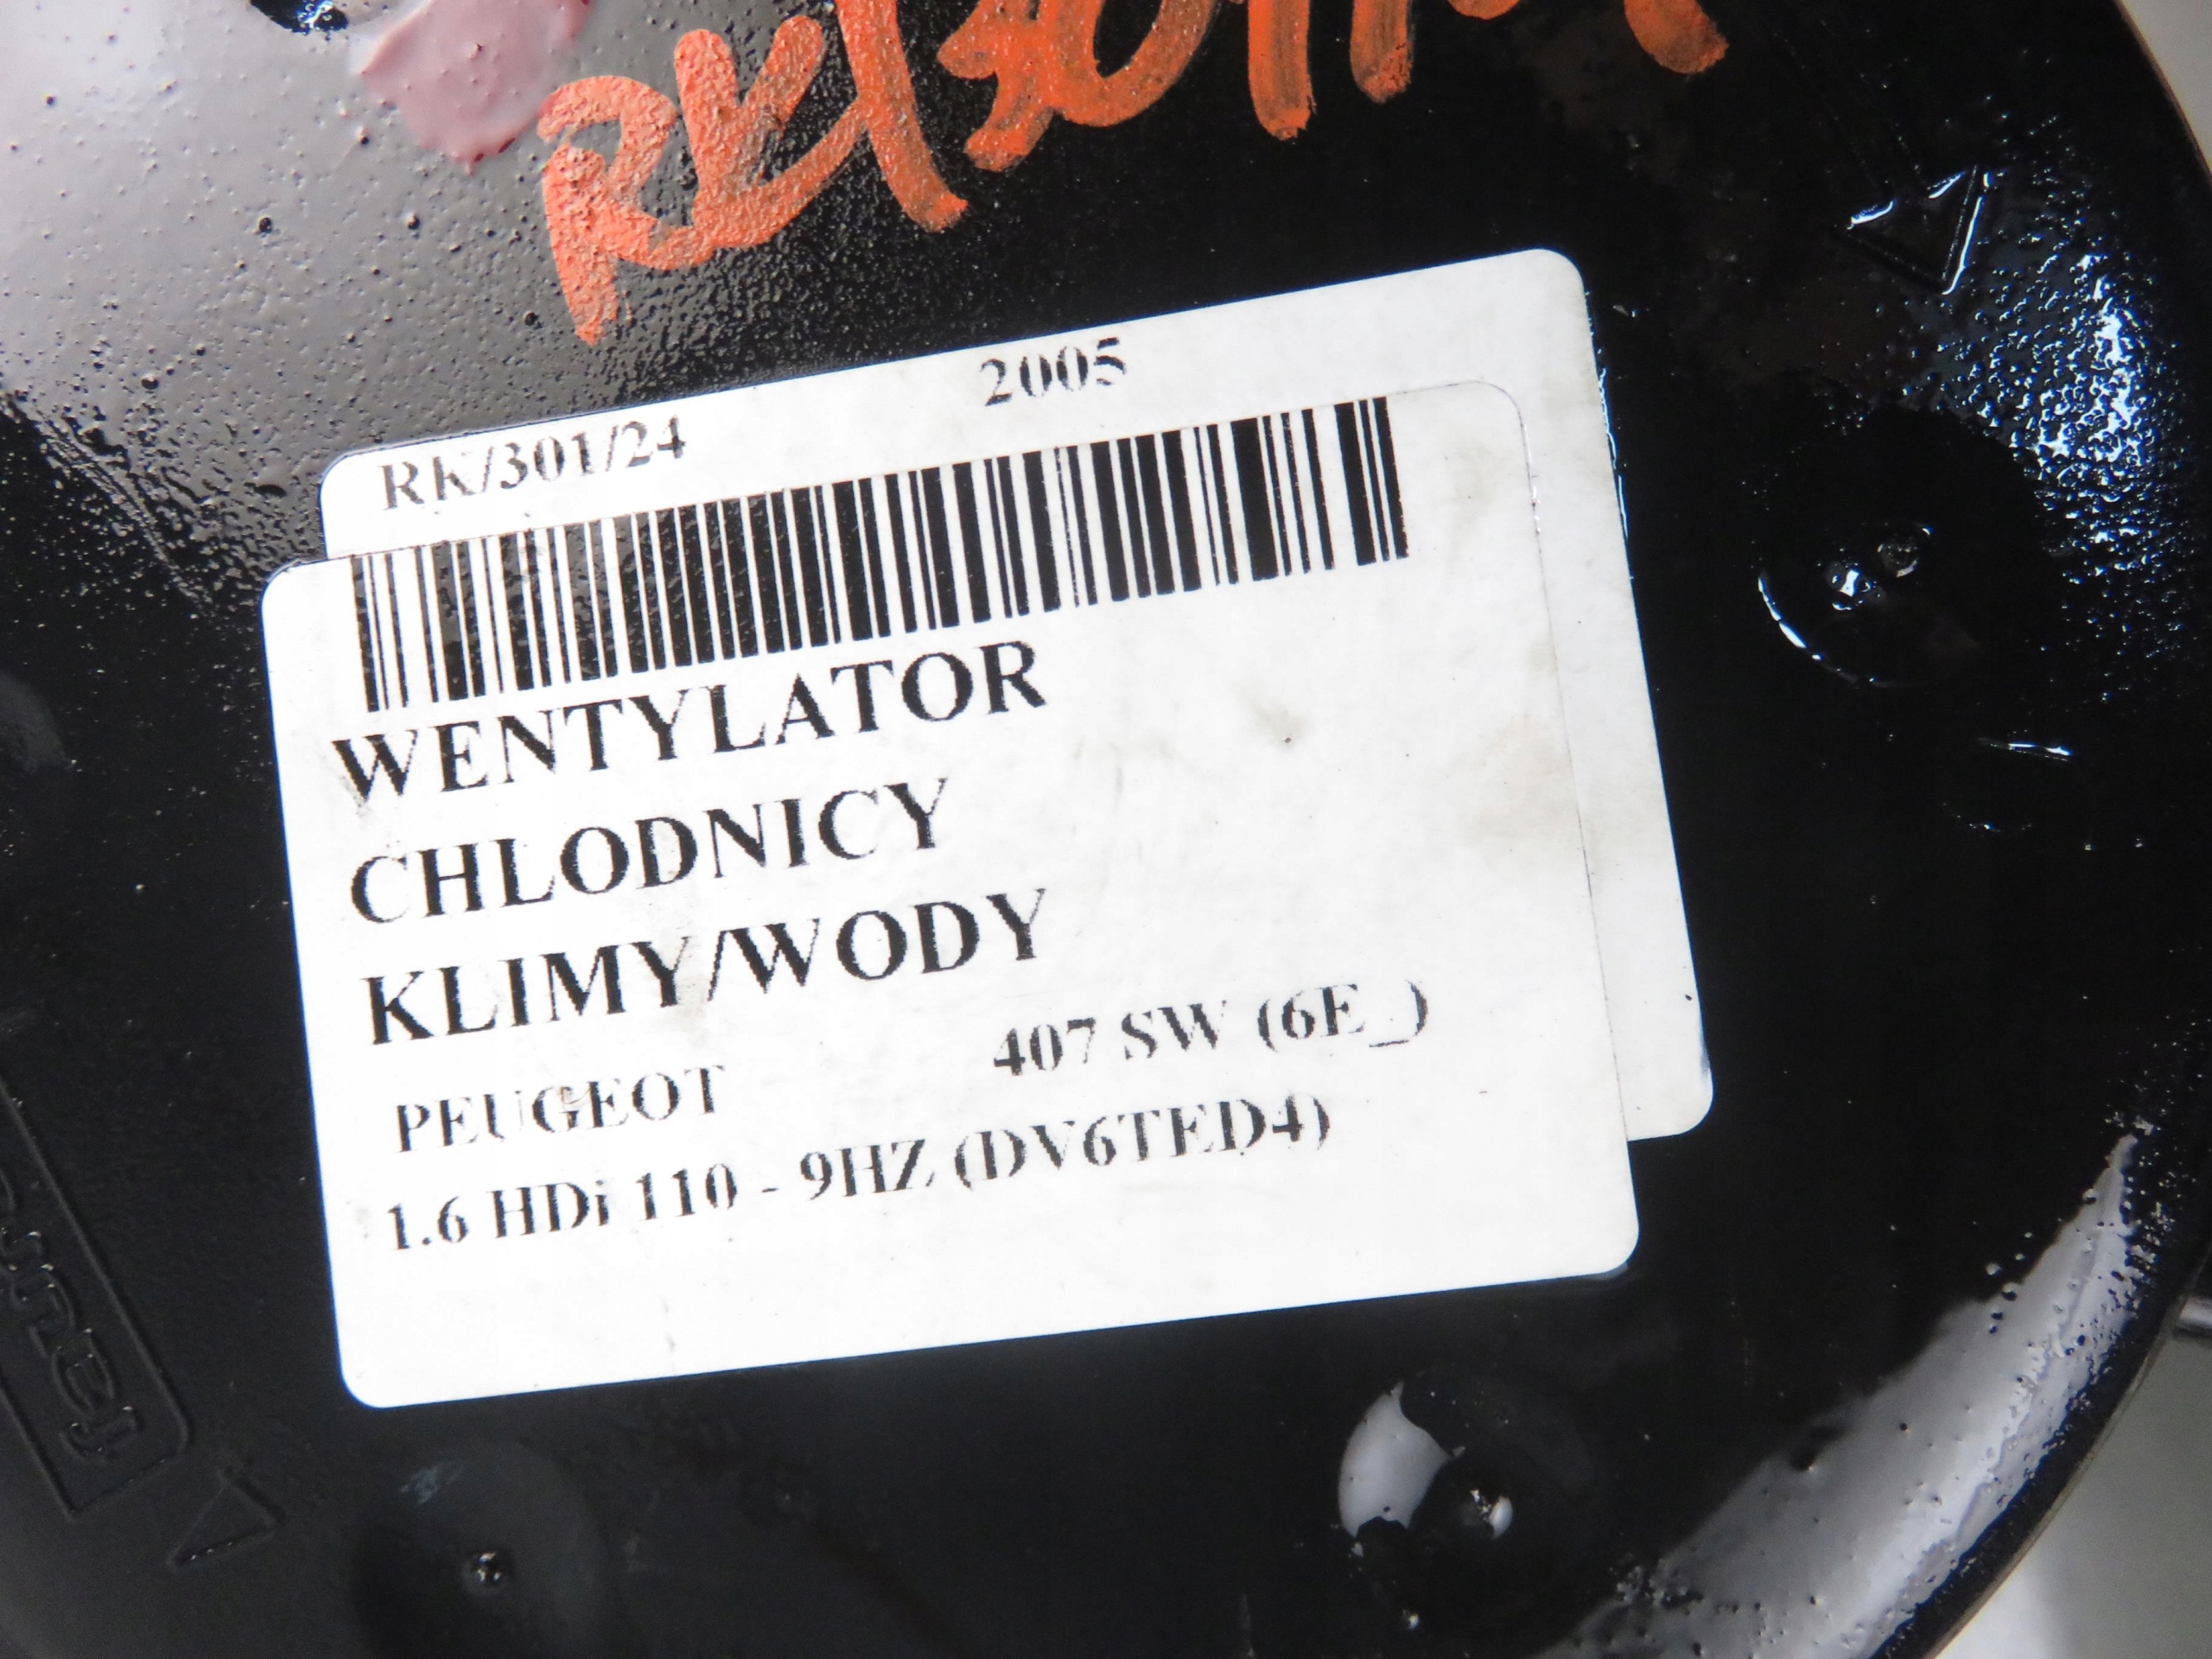 RK/301/24 2005
WENTYLATOR
CHLODNICY
KLIMY/WODY
PEUGEOT 407 SW (6E_)
1.6 HDi 110 - 9HZ (DV6TED4)